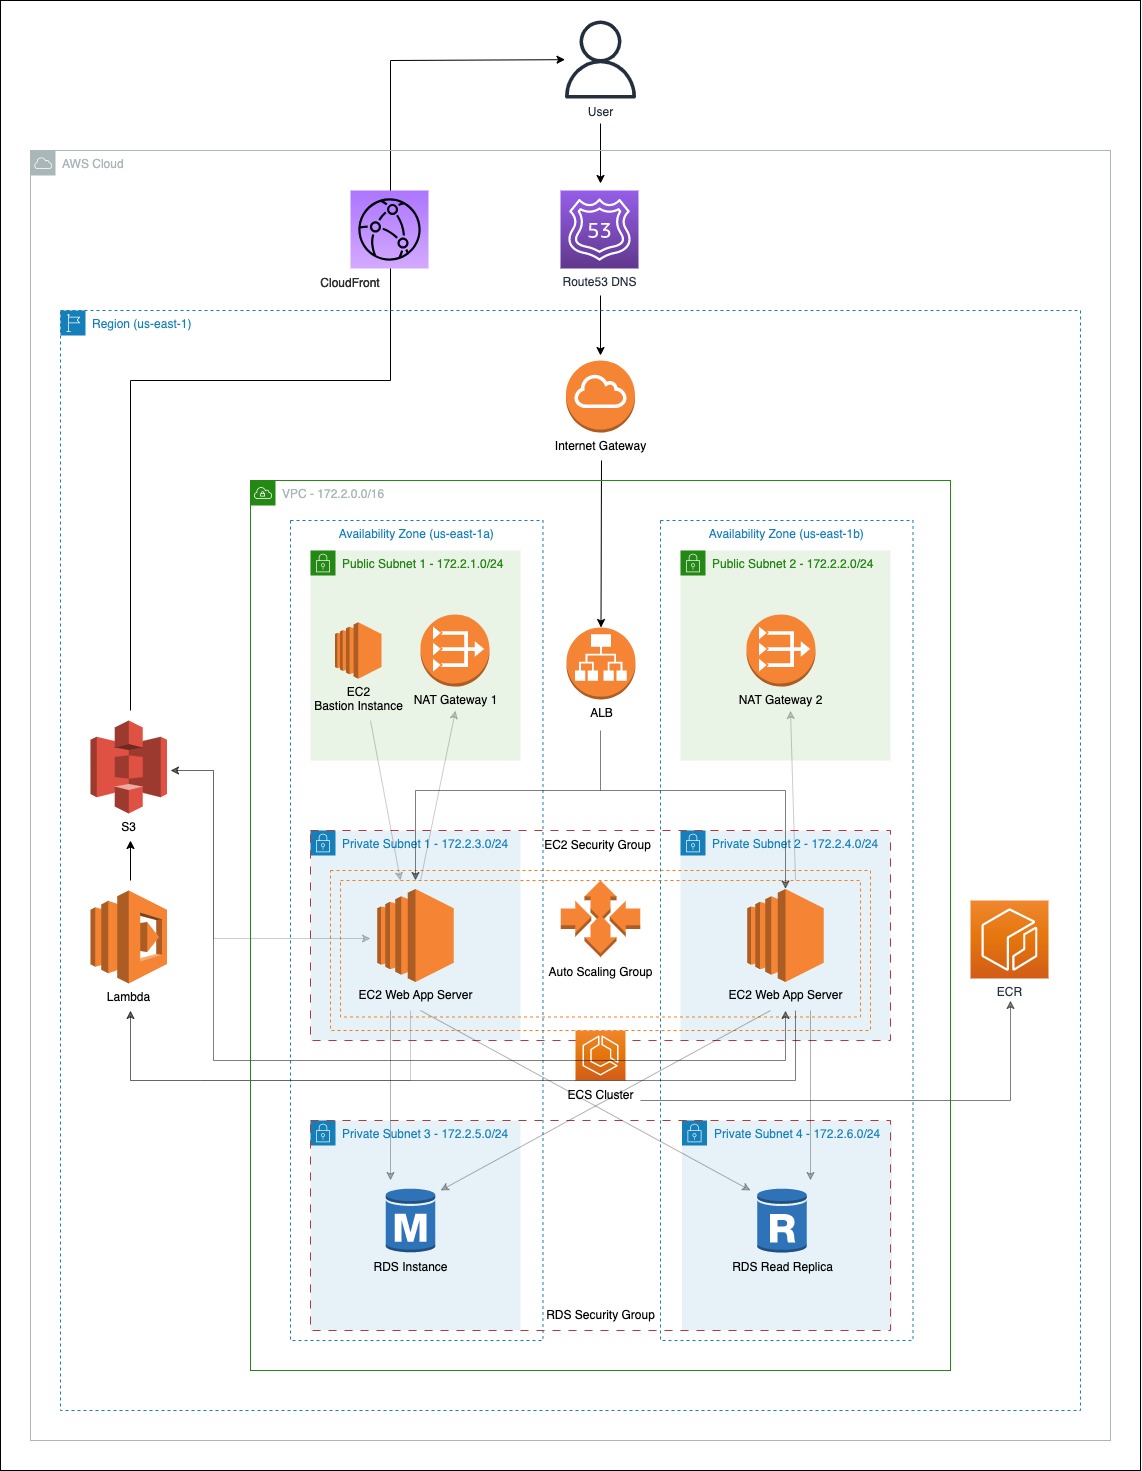 User
AWS Cloud
53
CloudFront
Route53 DNS
Region (us-east-1)
Internet Gateway
VPC - 172.2.0.0/16
Availability Zone (us-east-1a)
Availability Zone (us-east-1b)
Public Subnet 1 - 172.2.1.0/24
Public Subnet 2 - 172.2.2.0/24
EC2
Bastion Instance
NAT Gateway 1
ALB
NAT Gateway 2
S3
Private Subnet 1 - 172.2.3.0/24
EC2 Security Group
Private Subnet 2 - 172.2.4.0/24
Auto Scaling Group
Lambda
EC2 Web App Server
EC2 Web App Server
ECR
ECS Cluster
Private Subnet 3 - 172.2.5.0/24
Private Subnet 4 - 172.2.6.0/24
M
R
RDS Instance
RDS Read Replica
RDS Security Group